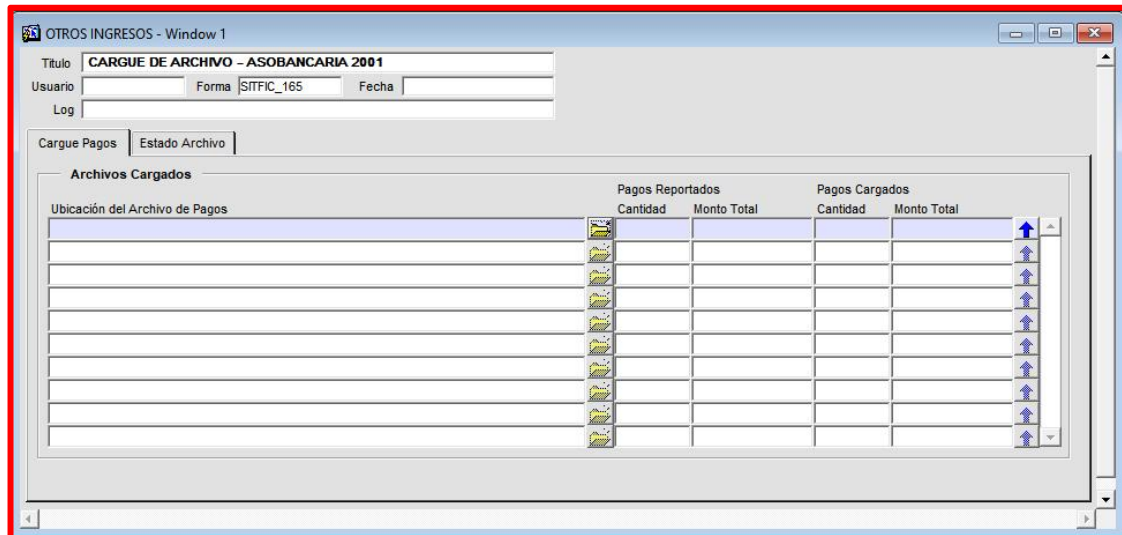 OTROS INGRESOS - Window 1
Titulo CARGUE DE ARCHIVO - ASOBANCARIA 2001
Usuario Forma SITFIC_165 Fecha
Log
Cargue Pagos Estado Archivo
Archivos Cargados
Pagos Reportados Pagos Cargados
Ubicación del Archivo de Pagos Cantidad Monto Total Cantidad Monto Total